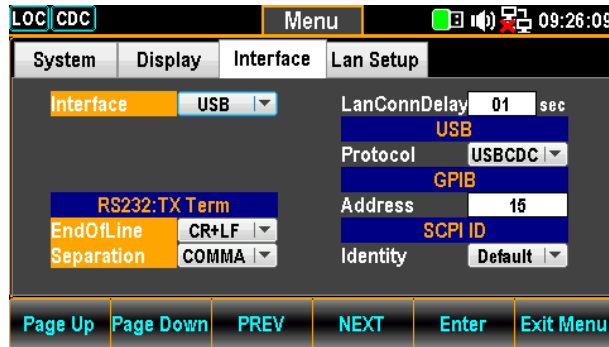 LOC CDC Menu 09:26:09
System Display Interface Lan Setup
Interface USB
RS232:TX Term
EndOfLine CR+LF
Separation COMMA
LanConnDelay 01 sec
USB
Protocol USBCDC
GPIB
Address 15
SCPI ID
Identity Default
Page Up Page Down PREV NEXT Enter Exit Menu